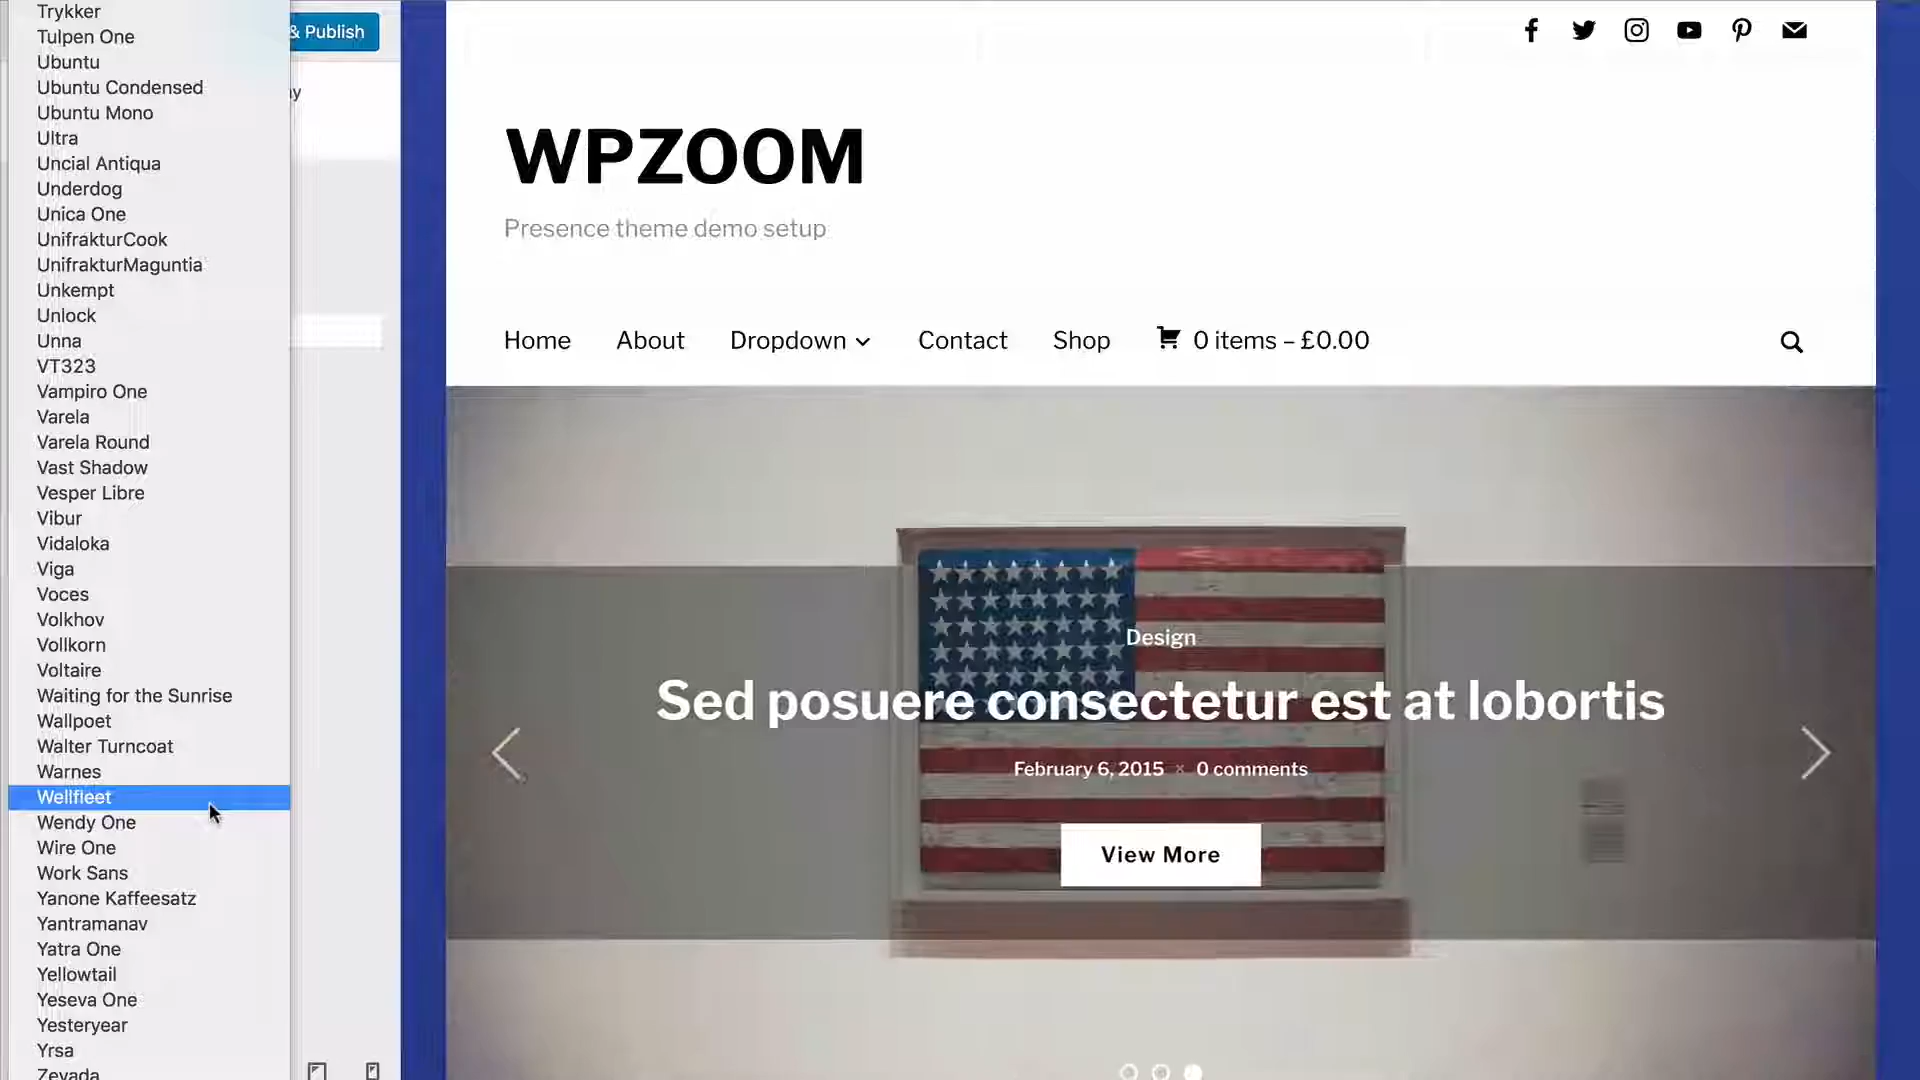 Trykker
Tulpen One
Ubuntu
Ubuntu Condensed
Ubuntu Mono
Ultra
Uncial Antiqua
Underdog
Unica One
UnifrakturCook
UnifrakturMaguntia
Unkempt
Unlock
Unna
VT323
Vampiro One
Varela
Varela Round
Vast Shadow
Vesper Libre
Vibur
Vidaloka
Viga
Voces
Volkhov
Vollkorn
Voltaire
Waiting for the Sunrise
Wallpoet
Walter Turncoat
Warnes
Wellfleet
Wendy One
Wire One
Work Sans
Yanone Kaffeesatz
Yantramanav
Yatra One
Yellowtail
Yeseva One
Yesteryear
Yrsa
Zeyada
& Publish
WPZOOM
Presence theme demo setup
Home About Dropdown Contact Shop 0 items – £0.00
Design
Sed posuere consectetur est at lobortis
February 6, 2015 × 0 comments
View More